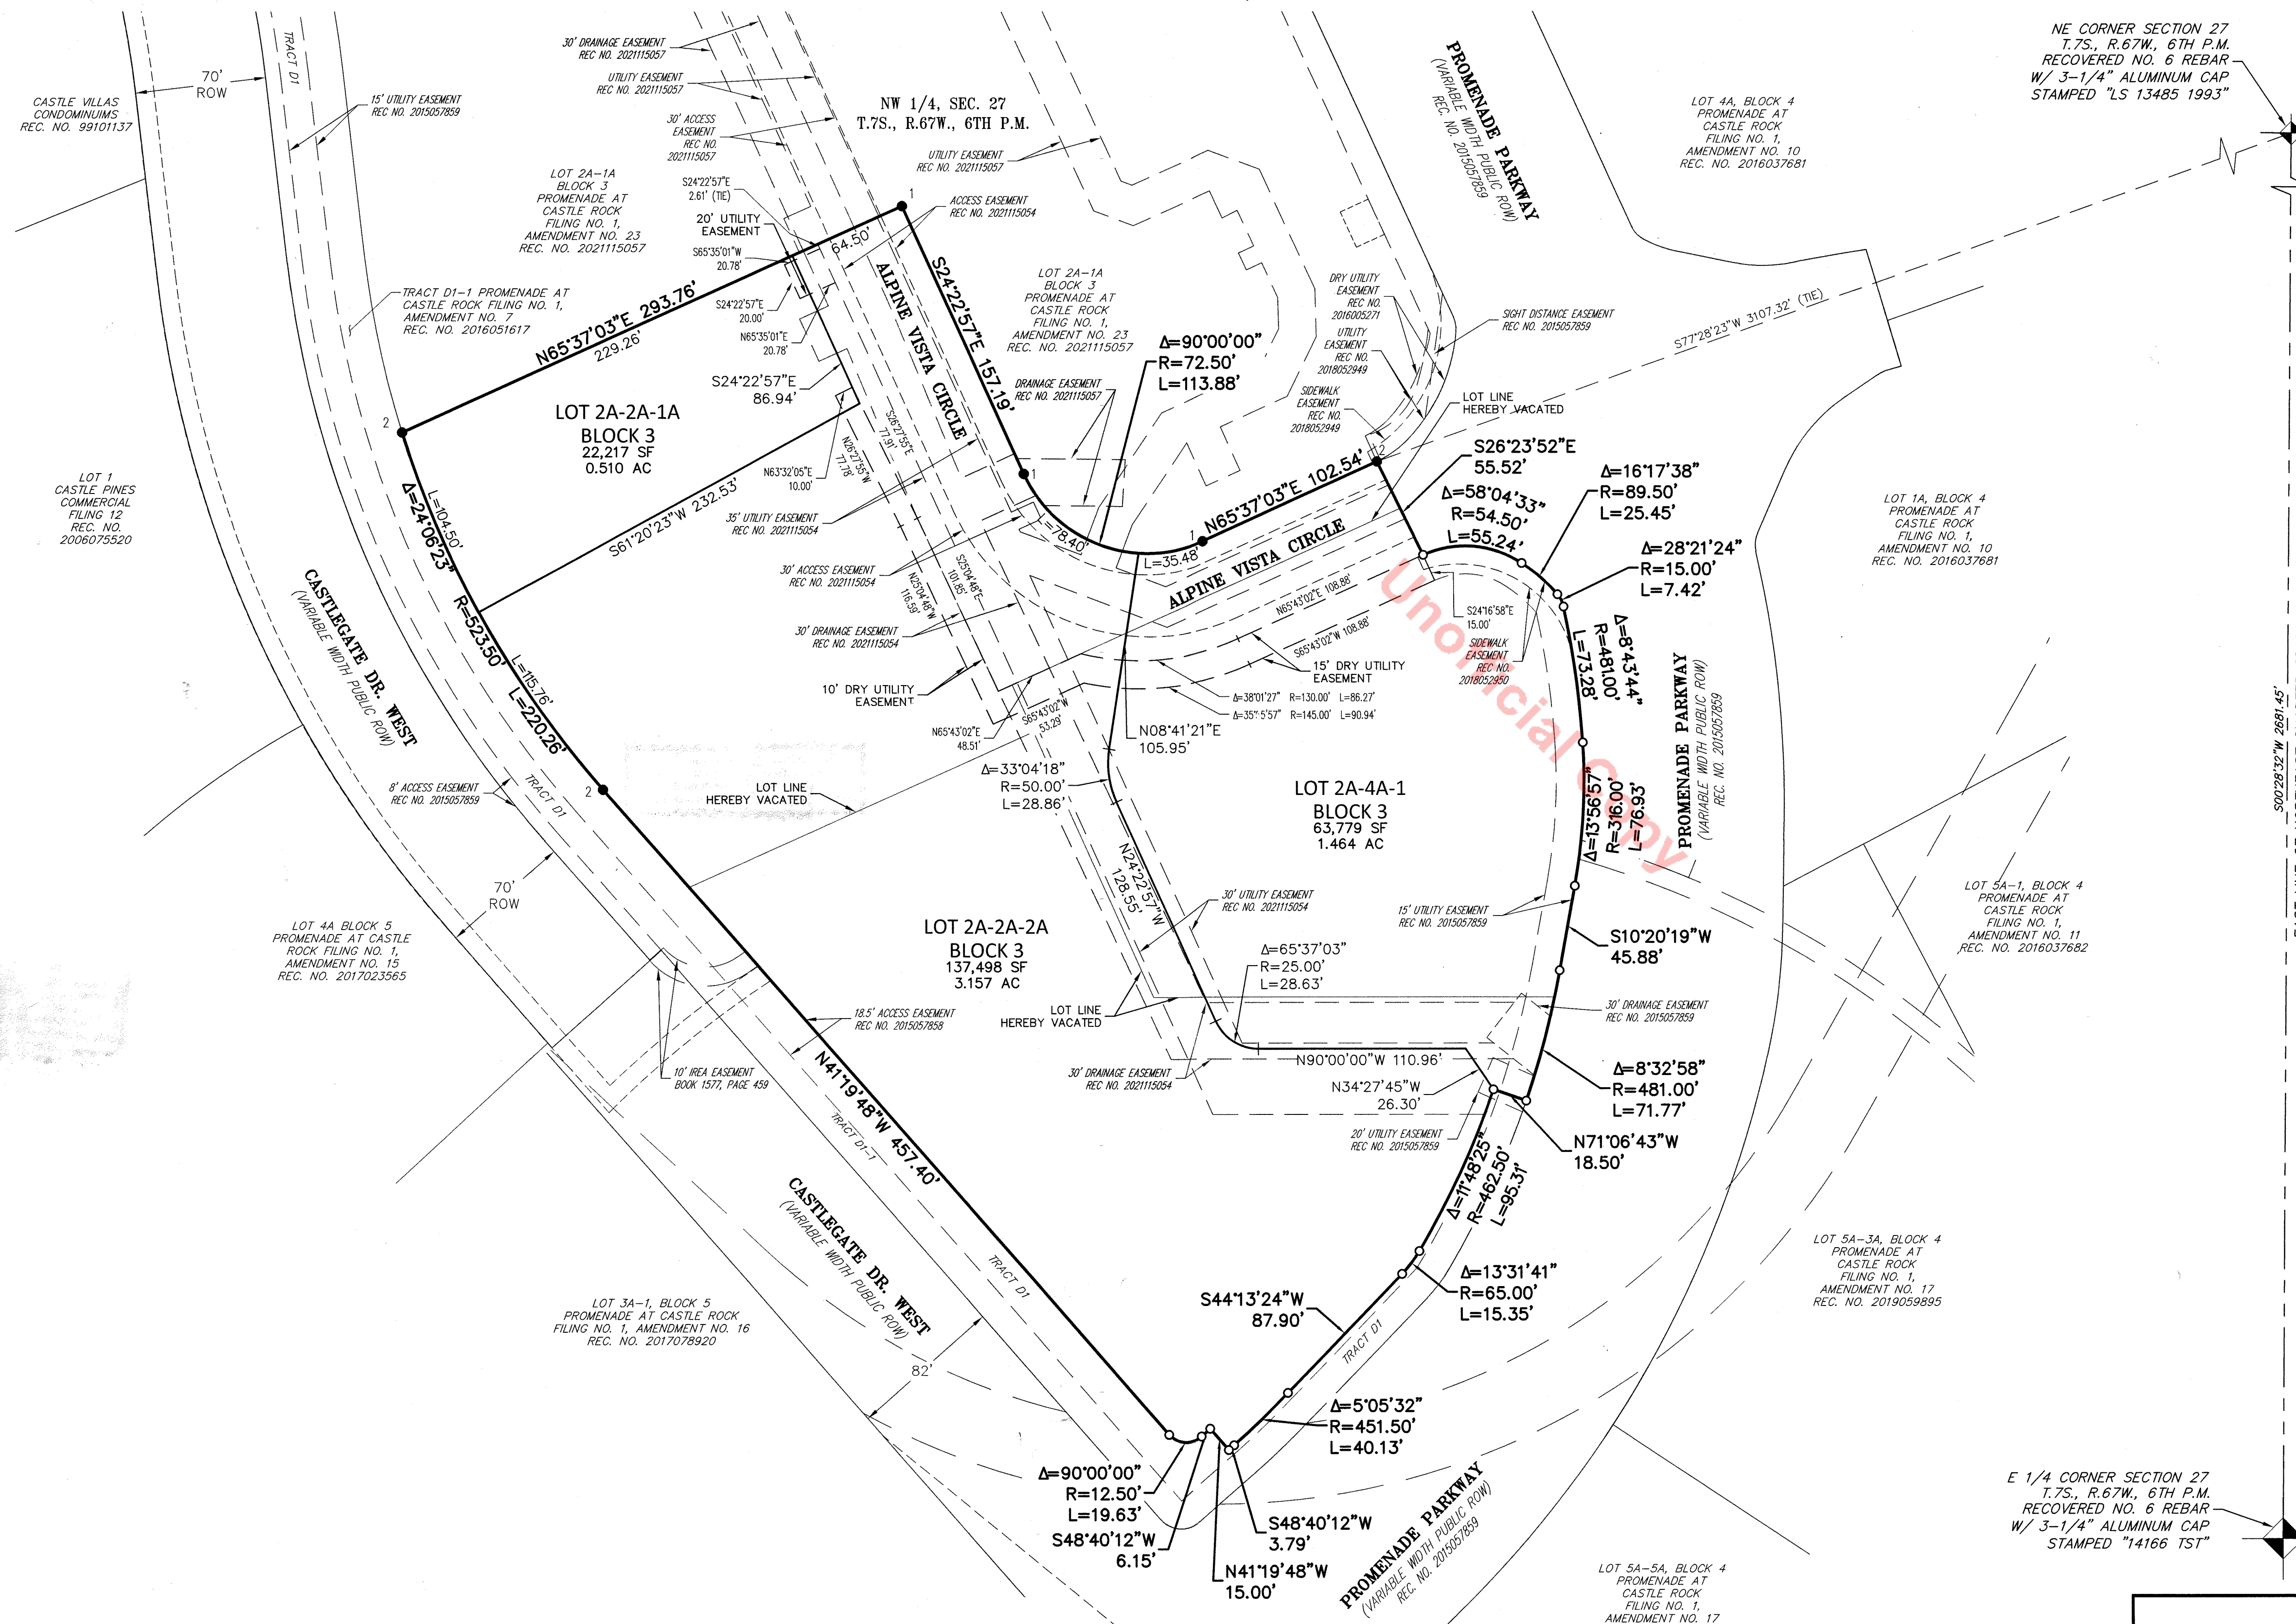 NE CORNER SECTION 27
T.7S., R.67W., 6TH P.M.
RECOVERED NO. 6 REBAR
W/ 3-1/4" ALUMINUM CAP
STAMPED "LS 13485 1993"
CASTLE VILLAS
CONDOMINUIMS
REC. NO. 99101137
70'
ROW
TRACT D1
15' UTILITY EASEMENT
REC NO. 2015057859
30' DRAINAGE EASEMENT
REC NO. 2021115057
UTILITY EASEMENT
REC NO. 2021115057
30' ACCESS
EASEMENT
REC NO.
2021115057
NW 1/4, SEC. 27
T.7S., R.67W., 6TH P.M.
UTILITY EASEMENT
REC NO. 2021115057
PROMENADE PARKWAY
(VARIABLE WIDTH PUBLIC ROW)
REC. NO. 2015057859
LOT 4A, BLOCK 4
PROMENADE AT
CASTLE ROCK
FILING NO. 1,
AMENDMENT NO. 10
REC. NO. 2016037681
LOT 2A-1A
BLOCK 3
PROMENADE AT
CASTLE ROCK
FILING NO. 1,
AMENDMENT NO. 23
REC. NO. 2021115057
S24°22'57"E
2.61' (TIE)
20' UTILITY
EASEMENT
S65°35'01"W
20.78'
ACCESS EASEMENT
REC NO. 2021115054
1
64.50'
TRACT D1-1 PROMENADE AT
CASTLE ROCK FILING NO. 1,
AMENDMENT NO. 7
REC. NO. 2016051617
N65°37'03"E 293.76'
229.26'
S24°22'57"E
20.00'
N65°35'01"E
20.78'
S24°22'57"E
86.94'
ALPINE VISTA CIRCLE
S24°22'57"E 157.19'
LOT 2A-1A
BLOCK 3
PROMENADE AT
CASTLE ROCK
FILING NO. 1,
AMENDMENT NO. 23
REC. NO. 2021115057
DRAINAGE EASEMENT
REC NO. 2021115057
Δ=90°00'00"
R=72.50'
L=113.88'
DRY UTILITY
EASEMENT
REC NO.
2016005271
UTILITY
EASEMENT
REC NO.
2018052949
SIDEWALK
EASEMENT
REC NO.
2018052949
SIGHT DISTANCE EASEMENT
REC NO. 2015057859
S77°28'23"W 3107.32' (TIE)
LOT LINE
HEREBY VACATED
2
LOT 2A-2A-1A
BLOCK 3
22,217 SF
0.510 AC
N63°32'05"E
10.00'
S26°27'55"E
77.91'
N26°27'55"W
77.78'
S61°20'23"W 232.53'
L=104.50'
Δ=24°06'23"
R=523.50'
L=220.26'
L=115.76'
2
35' UTILITY EASEMENT
REC NO. 2021115054
30' ACCESS EASEMENT
REC NO. 2021115054
30' DRAINAGE EASEMENT
REC NO. 2021115054
10' DRY UTILITY
EASEMENT
S25°04'48"E
101.85'
N25°04'48"W
116.59'
1
L=78.40'
L=35.48'
1
N65°37'03"E 102.54'
2
ALPINE VISTA CIRCLE
N65°43'02"E 108.88'
S65°43'02"W 108.88'
15' DRY UTILITY
EASEMENT
Δ=38°01'27" R=130.00' L=86.27'
R=145.00' L=90.94'
S26°23'52"E
55.52'
Δ=58°04'33"
R=54.50'
L=55.24'
Δ=16°17'38"
R=89.50'
L=25.45'
Δ=28°21'24"
R=15.00'
L=7.42'
S24°16'58"E
15.00'
SIDEWALK
EASEMENT
REC NO.
2018052950
Δ=8°43'44"
R=481.00'
L=73.28'
LOT 1A, BLOCK 4
PROMENADE AT
CASTLE ROCK
FILING NO. 1,
AMENDMENT NO. 10
REC. NO. 2016037681
LOT 1
CASTLE PINES
COMMERCIAL
FILING 12
REC. NO.
2006075520
CASTLEGATE DR. WEST
(VARIABLE WIDTH PUBLIC ROW)
N65°43'02"E
48.51'
S65°43'02"W
53.29'
N08°41'21"E
105.95'
Δ=33°04'18"
R=50.00'
L=28.86'
LOT LINE
HEREBY VACATED
8' ACCESS EASEMENT
REC NO. 2015057859
TRACT D1
LOT 2A-4A-1
BLOCK 3
63,779 SF
1.464 AC
Unofficial Copy
Δ=13°56'57"
R=316.00'
L=76.93'
PROMENADE PARKWAY
(VARIABLE WIDTH PUBLIC ROW)
REC. NO. 2015057859
S00°28'32"W 2681.45'
70'
ROW
LOT 4A BLOCK 5
PROMENADE AT CASTLE
ROCK FILING NO. 1,
AMENDMENT NO. 15
REC. NO. 2017023565
LOT 2A-2A-2A
BLOCK 3
137,498 SF
3.157 AC
N24°22'57"W
128.55'
30' UTILITY EASEMENT
REC NO. 2021115054
15' UTILITY EASEMENT
REC NO. 2015057859
Δ=65°37'03"
R=25.00'
L=28.63'
LOT LINE
HEREBY VACATED
S10°20'19"W
45.88'
LOT 5A-1, BLOCK 4
PROMENADE AT
CASTLE ROCK
FILING NO. 1,
AMENDMENT NO. 11
REC. NO. 2016037682
18.5' ACCESS EASEMENT
REC NO. 2015057858
10' IREA EASEMENT
BOOK 1577, PAGE 459
30' DRAINAGE EASEMENT
REC NO. 2021115054
N90°00'00"W 110.96'
N34°27'45"W
26.30'
20' UTILITY EASEMENT
REC NO. 2015057859
30' DRAINAGE EASEMENT
REC NO. 2015057859
Δ=8°32'58"
R=481.00'
L=71.77'
N71°06'43"W
18.50'
N41°19'48"W 457.40'
TRACT D1-1
Δ=11°48'25"
R=462.50'
L=95.31'
CASTLEGATE DR. WEST
(VARIABLE WIDTH PUBLIC ROW)
TRACT D1
LOT 3A-1, BLOCK 5
PROMENADE AT CASTLE ROCK
FILING NO. 1, AMENDMENT NO. 16
REC. NO. 2017078920
82'
Δ=13°31'41"
R=65.00'
L=15.35'
S44°13'24"W
87.90'
TRACT D1
LOT 5A-3A, BLOCK 4
PROMENADE AT
CASTLE ROCK
FILING NO. 1,
AMENDMENT NO. 17
REC. NO. 2019059895
Δ=5°05'32"
R=451.50'
L=40.13'
Δ=90°00'00"
R=12.50'
L=19.63'
S48°40'12"W
6.15'
S48°40'12"W
3.79'
N41°19'48"W
15.00'
PROMENADE PARKWAY
(VARIABLE WIDTH PUBLIC ROW)
REC. NO. 2015057859
E 1/4 CORNER SECTION 27
T.7S., R.67W., 6TH P.M.
RECOVERED NO. 6 REBAR
W/ 3-1/4" ALUMINUM CAP
STAMPED "14166 TST"
LOT 5A-5A, BLOCK 4
PROMENADE AT
CASTLE ROCK
FILING NO. 1,
AMENDMENT NO. 17